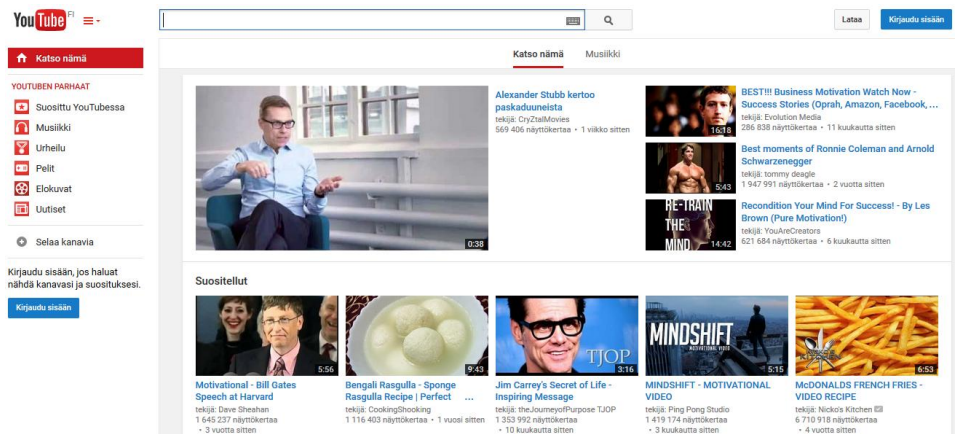 YouTube FI
Lataa
Kirjaudu sisään
Katso nämä
Musiikki
Katso nämä
YOUTUBEN PARHAAT
Suosittu YouTubessa
Musiikki
Urheilu
Pelit
Elokuvat
Uutiset
Selaa kanavia
Kirjaudu sisään, jos haluat
nähdä kanavasi ja suosituksesi.
Kirjaudu sisään
0:38
Alexander Stubb kertoo
paskaduuneista
tekijä: CryZtalMovies
569 406 näyttökertaa • 1 viikko sitten
16:18
BEST!!! Business Motivation Watch Now -
Success Stories (Oprah, Amazon, Facebook, ...
tekijä: Evolution Media
286 838 näyttökertaa • 11 kuukautta sitten
5:43
Best moments of Ronnie Coleman and Arnold
Schwarzenegger
tekijä: tommy deagle
1 947 991 näyttökertaa • 2 vuotta sitten
RE-TRAIN
THE
MIND
14:42
Recondition Your Mind For Success! - By Les
Brown (Pure Motivation!)
tekijä: YouAreCreators
621 684 näyttökertaa • 6 kuukautta sitten
Suositellut
5:56
Motivational - Bill Gates
Speech at Harvard
tekijä: Dave Sheahan
1 645 237 näyttökertaa
• 3 vuotta sitten
9:43
Bengali Rasgulla - Sponge
Rasgulla Recipe | Perfect ...
tekijä: CookingShooking
1 116 403 näyttökertaa • 1 vuosi sitten
TJOP
3:16
Jim Carrey's Secret of Life -
Inspiring Message
tekijä: theJourneyofPurpose TJOP
1 353 992 näyttökertaa
• 10 kuukautta sitten
MINDSHIFT
MOTIVATIONAL VIDEO
5:15
MINDSHIFT - MOTIVATIONAL
VIDEO
tekijä: Ping Pong Studio
1 419 174 näyttökertaa
• 3 kuukautta sitten
KITCHEN
6:53
McDONALDS FRENCH FRIES -
VIDEO RECIPE
tekijä: Nicko's Kitchen
6 710 918 näyttökertaa
• 4 vuotta sitten